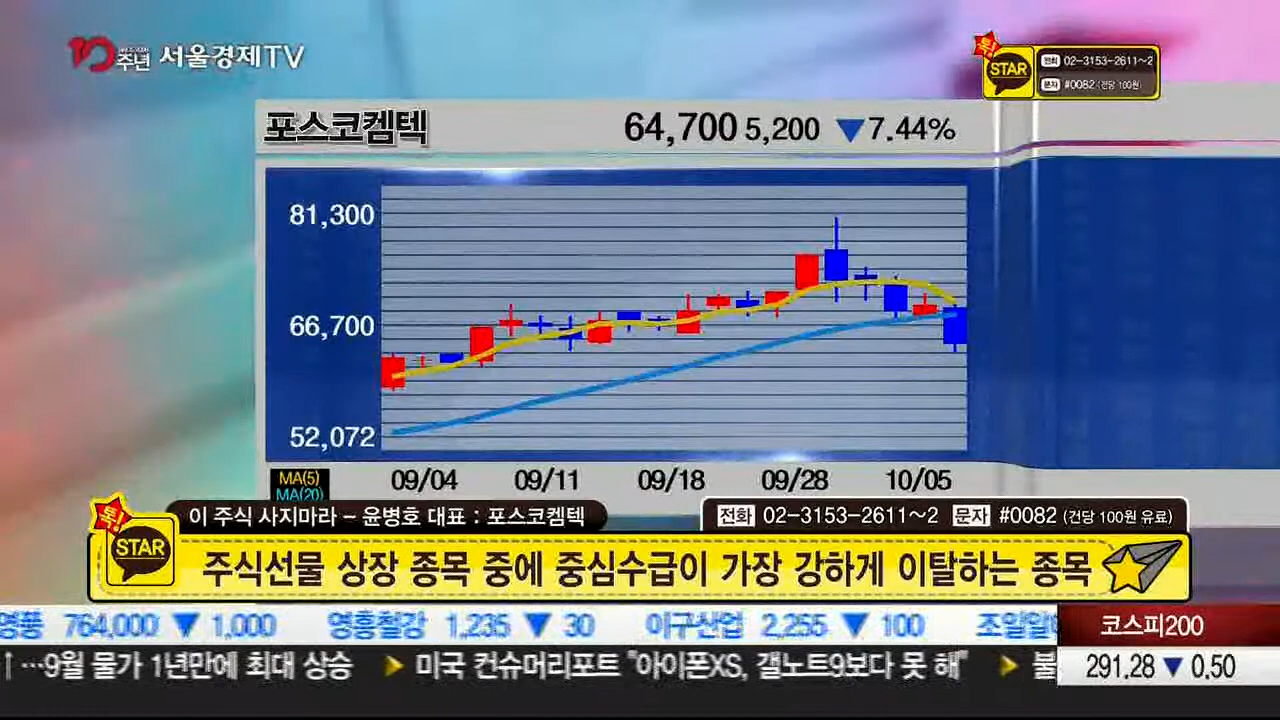 10주년 서울경제TV
톡! STAR 전화 02-3153-2611~2
문자 #0082 (건당 100원)
포스코켐텍 64,700 5,200 ▼7.44%
81,300
66,700
52,072
MA(5)
MA(20)
09/04 09/11 09/18 09/28 10/05
이 주식 사지마라 - 윤병호 대표 : 포스코켐텍
전화 02-3153-2611~2 문자 #0082 (건당 100원 유료)
톡! STAR
주식선물 상장 종목 중에 중심수급이 가장 강하게 이탈하는 종목
영풍 764,000 ▼ 1,000 영흥철강 1,235 ▼ 30 이구산업 2,255 ▼ 100 조일알
코스피200
↑…9월 물가 1년만에 최대 상승 ▶ 미국 컨슈머리포트 "아이폰XS, 갤노트9보다 못 해" ▶
291.28 ▼ 0.50